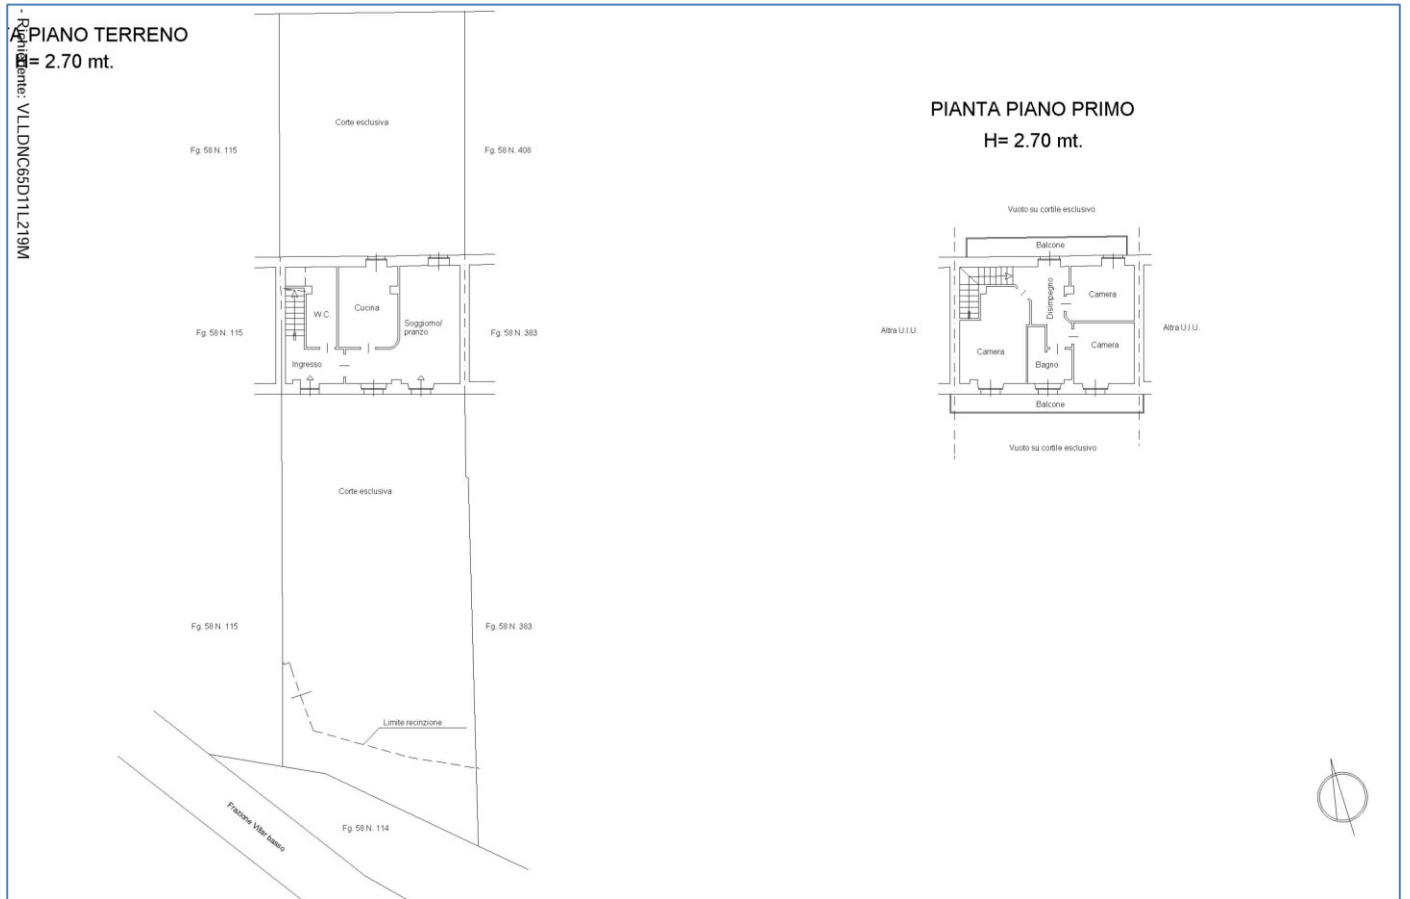 - Richiedente: VLLDNC65D11L219M
TA PIANO TERRENO
H= 2.70 mt.
Corte esclusiva
Fg. 58 N. 115
Fg. 58 N. 408
Fg. 58 N. 115
W.C.
Cucina
Soggiorno/
pranzo
Ingresso
Fg. 58 N. 383
Corte esclusiva
Fg. 58 N. 115
Fg. 58 N. 383
Limite recinzione
Frazione Villar basso
Fg. 58 N. 114
PIANTA PIANO PRIMO
H= 2.70 mt.
Vuoto su cortile esclusivo
Balcone
Disimpegno
Camera
Altra U.I.U.
Altra U.I.U.
Camera
Camera
Bagno
Balcone
Vuoto su cortile esclusivo